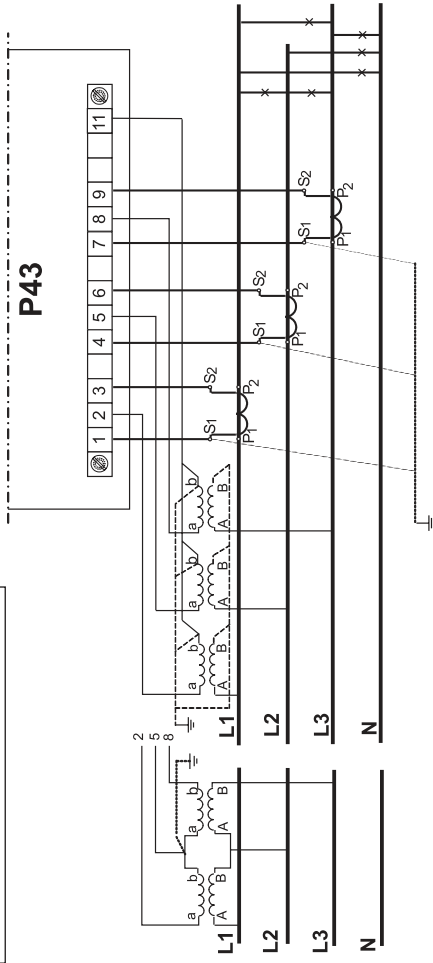 P43
1 2 3 4 5 6 7 8 9 11
S1 S2 S1 S2 S1 S2
P1 P2 P1 P2 P1 P2
2
5
8
a b a b a b a b a b
A B A B A B A B A B
L1 L1
L2 L2
L3 L3
N N